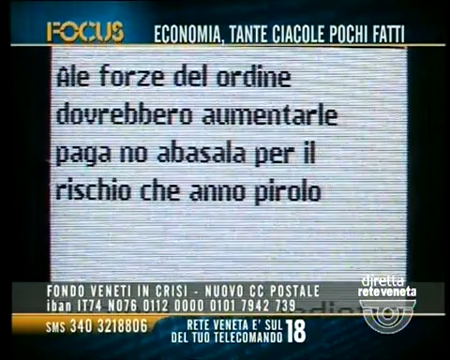 FOCUS
ECONOMIA, TANTE CIACOLE POCHI FATTI
Ale forze del ordine
dovrebbero aumentarle
paga no abasala per il
rischio che anno pirolo
FONDO VENETI IN CRISI - NUOVO CC POSTALE
iban IT74 N076 0112 0000 0101 7942 739
diretta
reteveneta
SMS 340 3218806
RETE VENETA E' SUL
DEL TUO TELECOMANDO 18